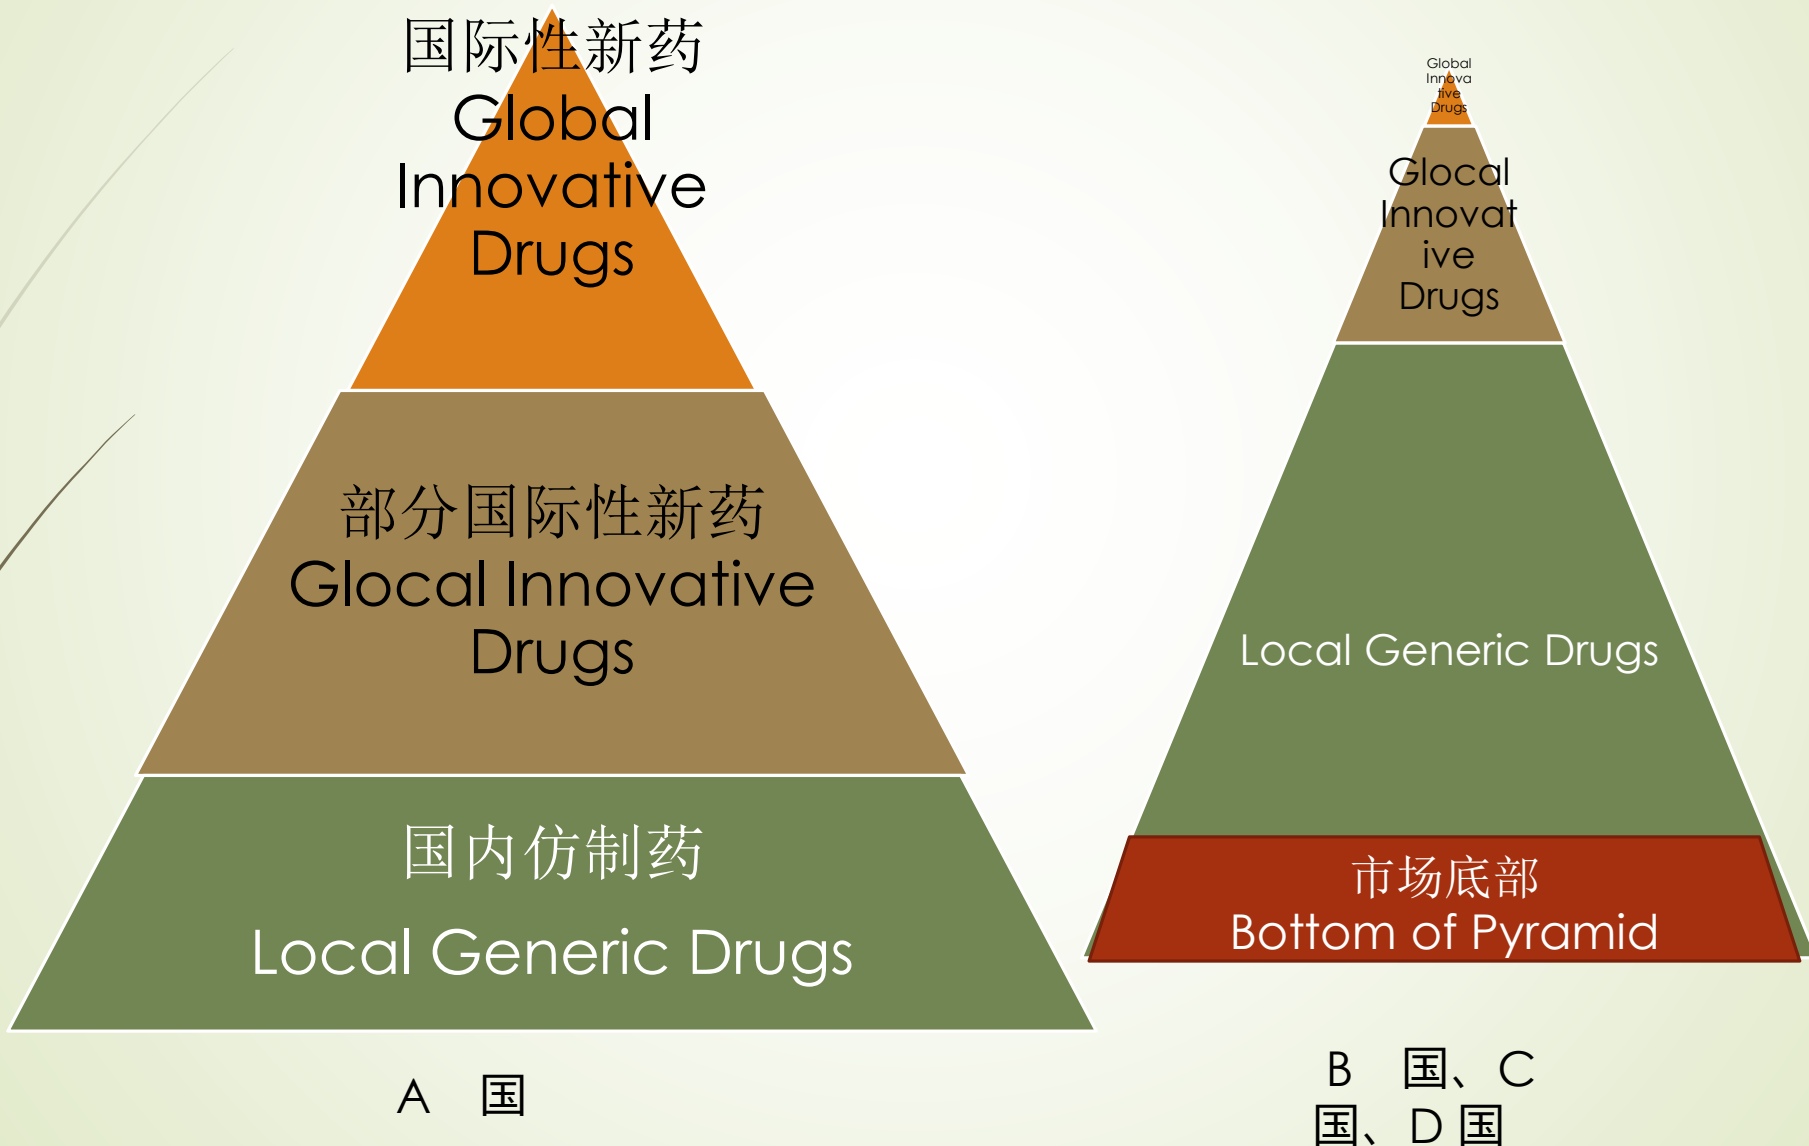 国际性新药
Global
Innovative
Drugs
部分国际性新药
Glocal Innovative
Drugs
国内仿制药
Local Generic Drugs
A 国
Global
Innova
tive
Drugs
Glocal
Innovat
ive
Drugs
Local Generic Drugs
市场底部
Bottom of Pyramid
B 国、C
国、D 国